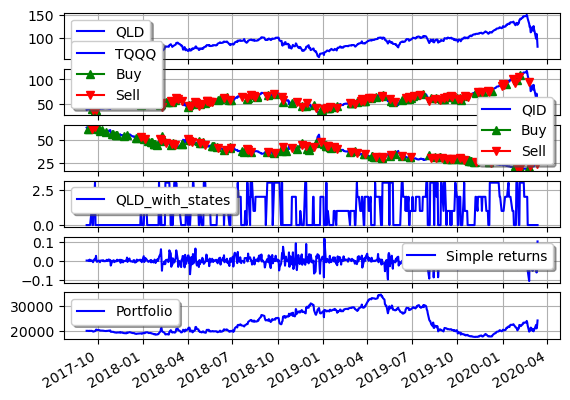 150
100
QLD
TQQQ
Buy
Sell
100
50
QID
Buy
Sell
50
25
2.5
0.0
QLD_with_states
0.1
0.0
−0.1
Simple returns
30000
20000
Portfolio
2017-10
2018-01
2018-04
2018-07
2018-10
2019-01
2019-04
2019-07
2019-10
2020-01
2020-04